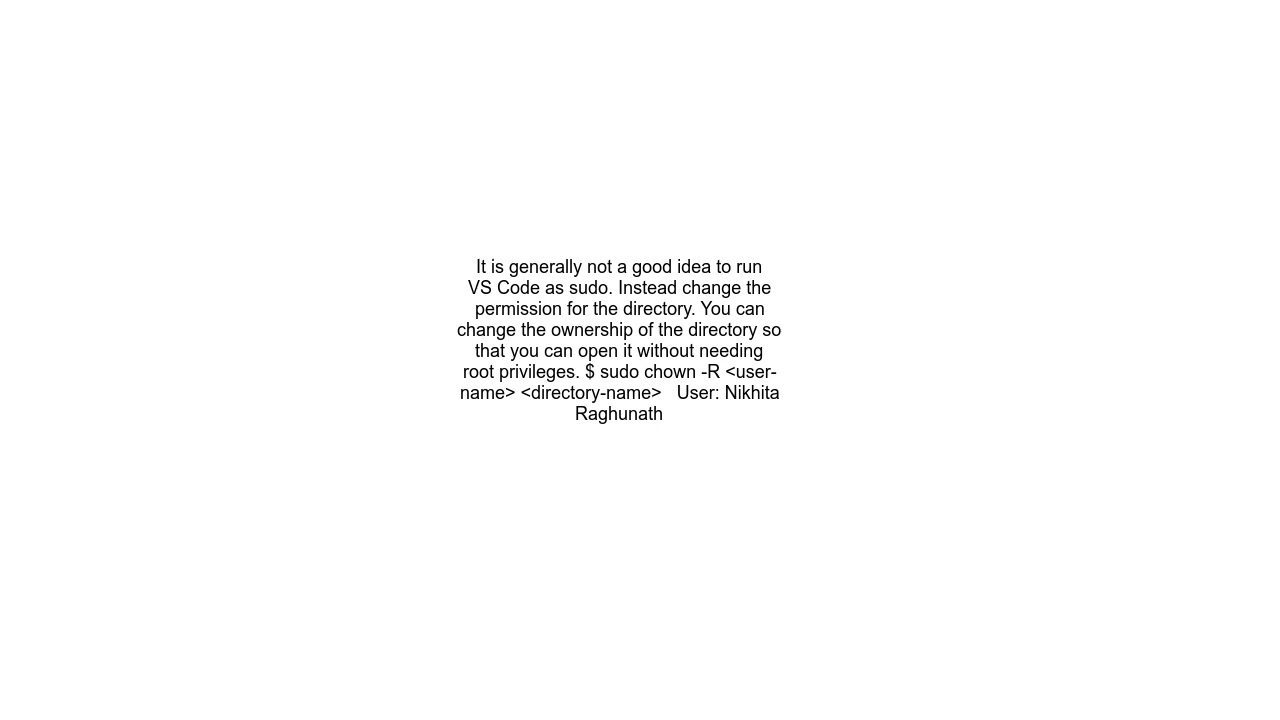 It is generally not a good idea to run
VS Code as sudo. Instead change the
permission for the directory. You can
change the ownership of the directory so
that you can open it without needing
root privileges. $ sudo chown -R <user-
name> <directory-name>   User: Nikhita
Raghunath